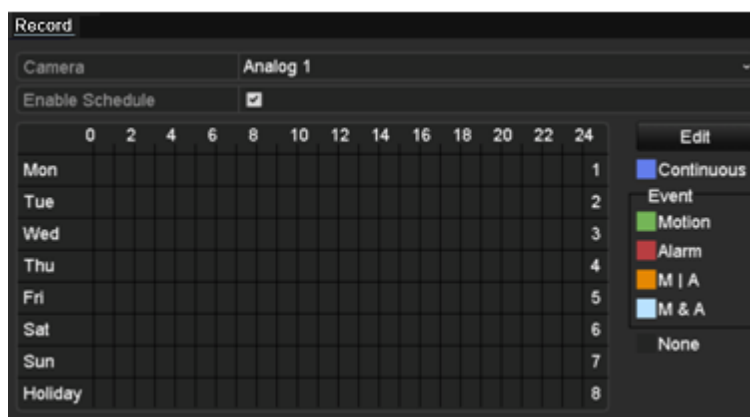 Record
Camera Analog 1
Enable Schedule
0 2 4 6 8 10 12 14 16 18 20 22 24
Edit
Mon 1
Continuous
Tue 2
Event
Motion
Wed 3
Alarm
Thu 4
M | A
Fri 5
M & A
Sat 6
None
Sun 7
Holiday 8